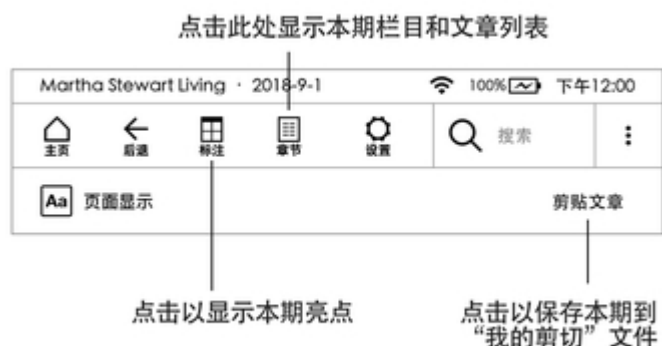 点击此处显示本期栏目和文章列表
Martha Stewart Living · 2018-9-1 100% 下午12:00
主页 后退 标注 章节 设置 搜索
Aa 页面显示 剪贴文章
点击以显示本期亮点 点击以保存本期到
“我的剪切”文件